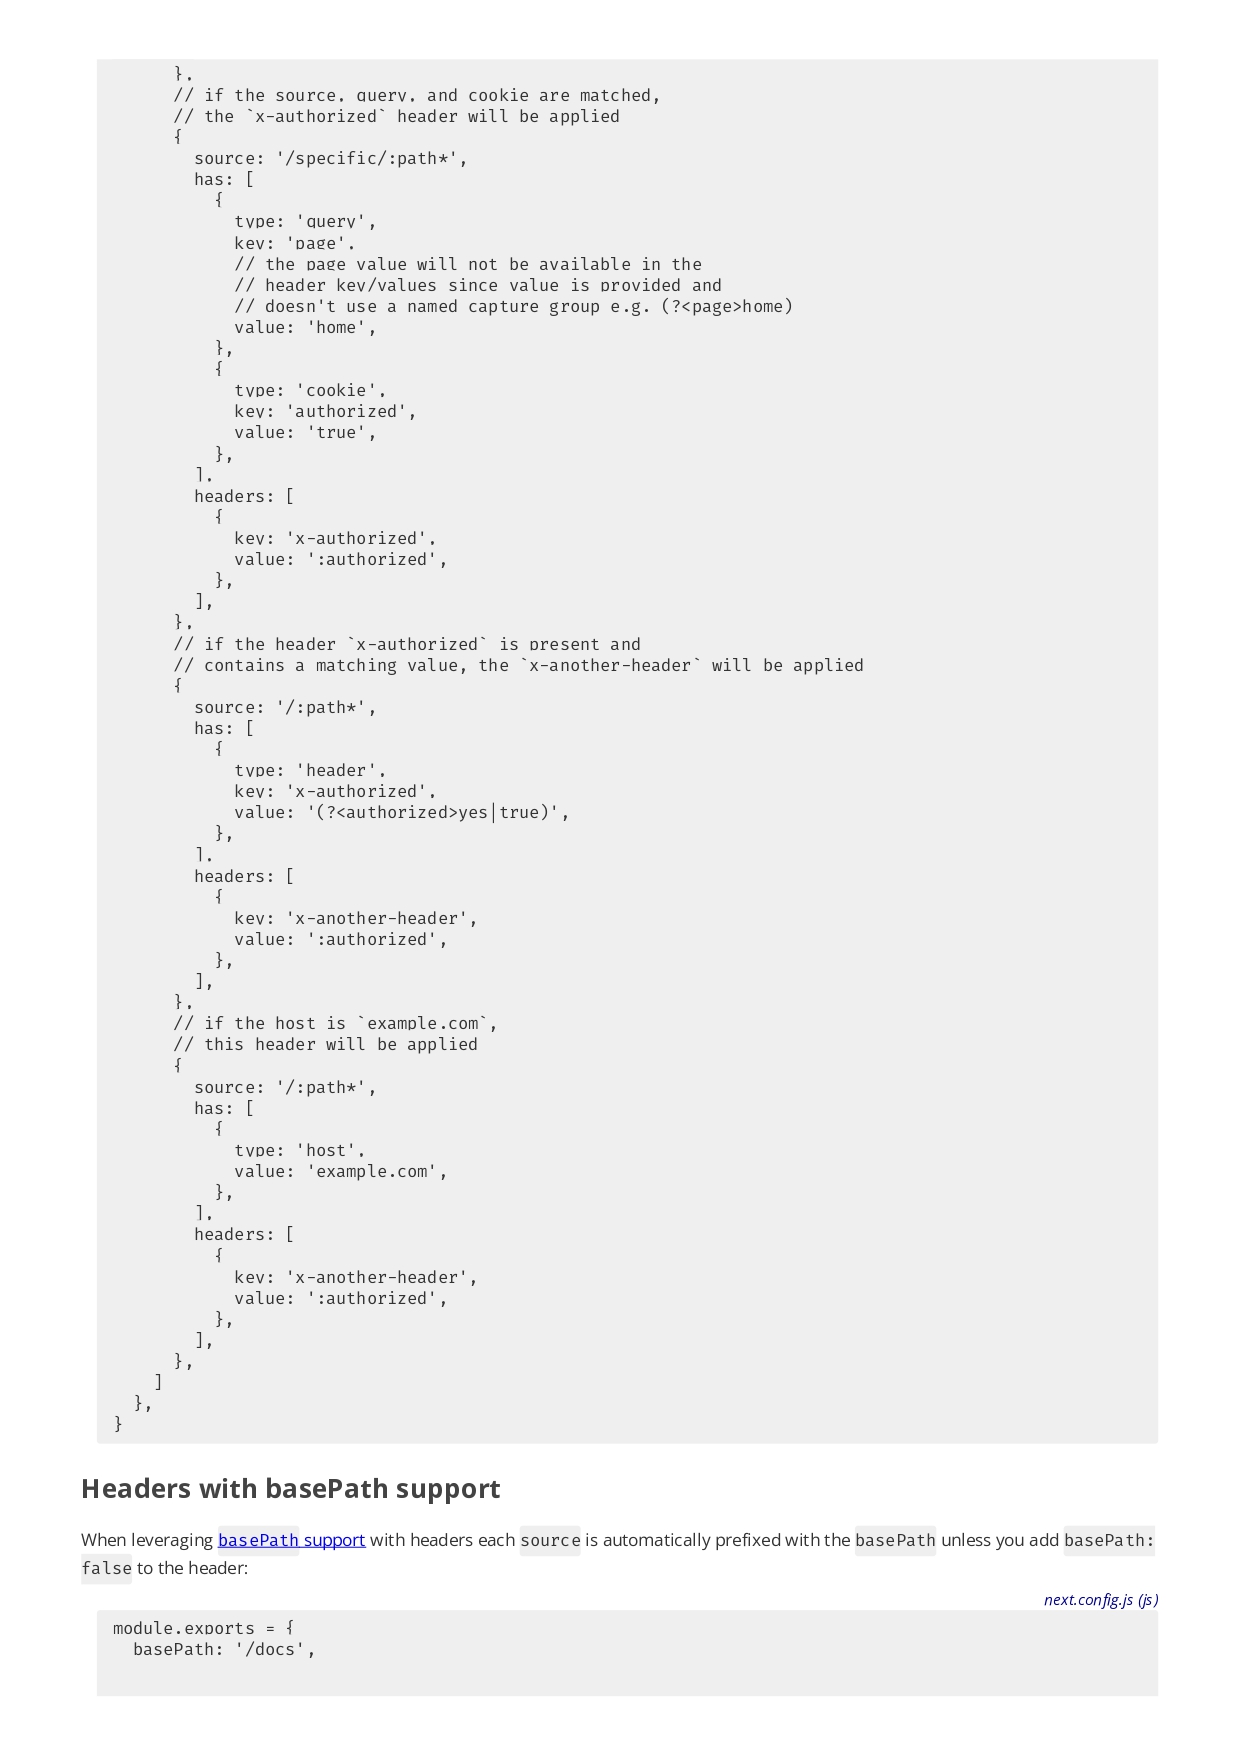 },
      // if the source, query, and cookie are matched,
      // the `x-authorized` header will be applied
      {
        source: '/specific/:path*',
        has: [
          {
            type: 'query',
            key: 'page',
            // the page value will not be available in the
            // header key/values since value is provided and
            // doesn't use a named capture group e.g. (?<page>home)
            value: 'home',
          },
          {
            type: 'cookie',
            key: 'authorized',
            value: 'true',
          },
        ],
        headers: [
          {
            key: 'x-authorized',
            value: ':authorized',
          },
        ],
      },
      // if the header `x-authorized` is present and
      // contains a matching value, the `x-another-header` will be applied
      {
        source: '/:path*',
        has: [
          {
            type: 'header',
            key: 'x-authorized',
            value: '(?<authorized>yes|true)',
          },
        ],
        headers: [
          {
            key: 'x-another-header',
            value: ':authorized',
          },
        ],
      },
      // if the host is `example.com`,
      // this header will be applied
      {
        source: '/:path*',
        has: [
          {
            type: 'host',
            value: 'example.com',
          },
        ],
        headers: [
          {
            key: 'x-another-header',
            value: ':authorized',
          },
        ],
      },
    ]
  },
}
Headers with basePath support
When leveraging basePath support with headers each source is automatically prefixed with the basePath unless you add basePath:
false to the header:
next.config.js (js)
module.exports = {
  basePath: '/docs',